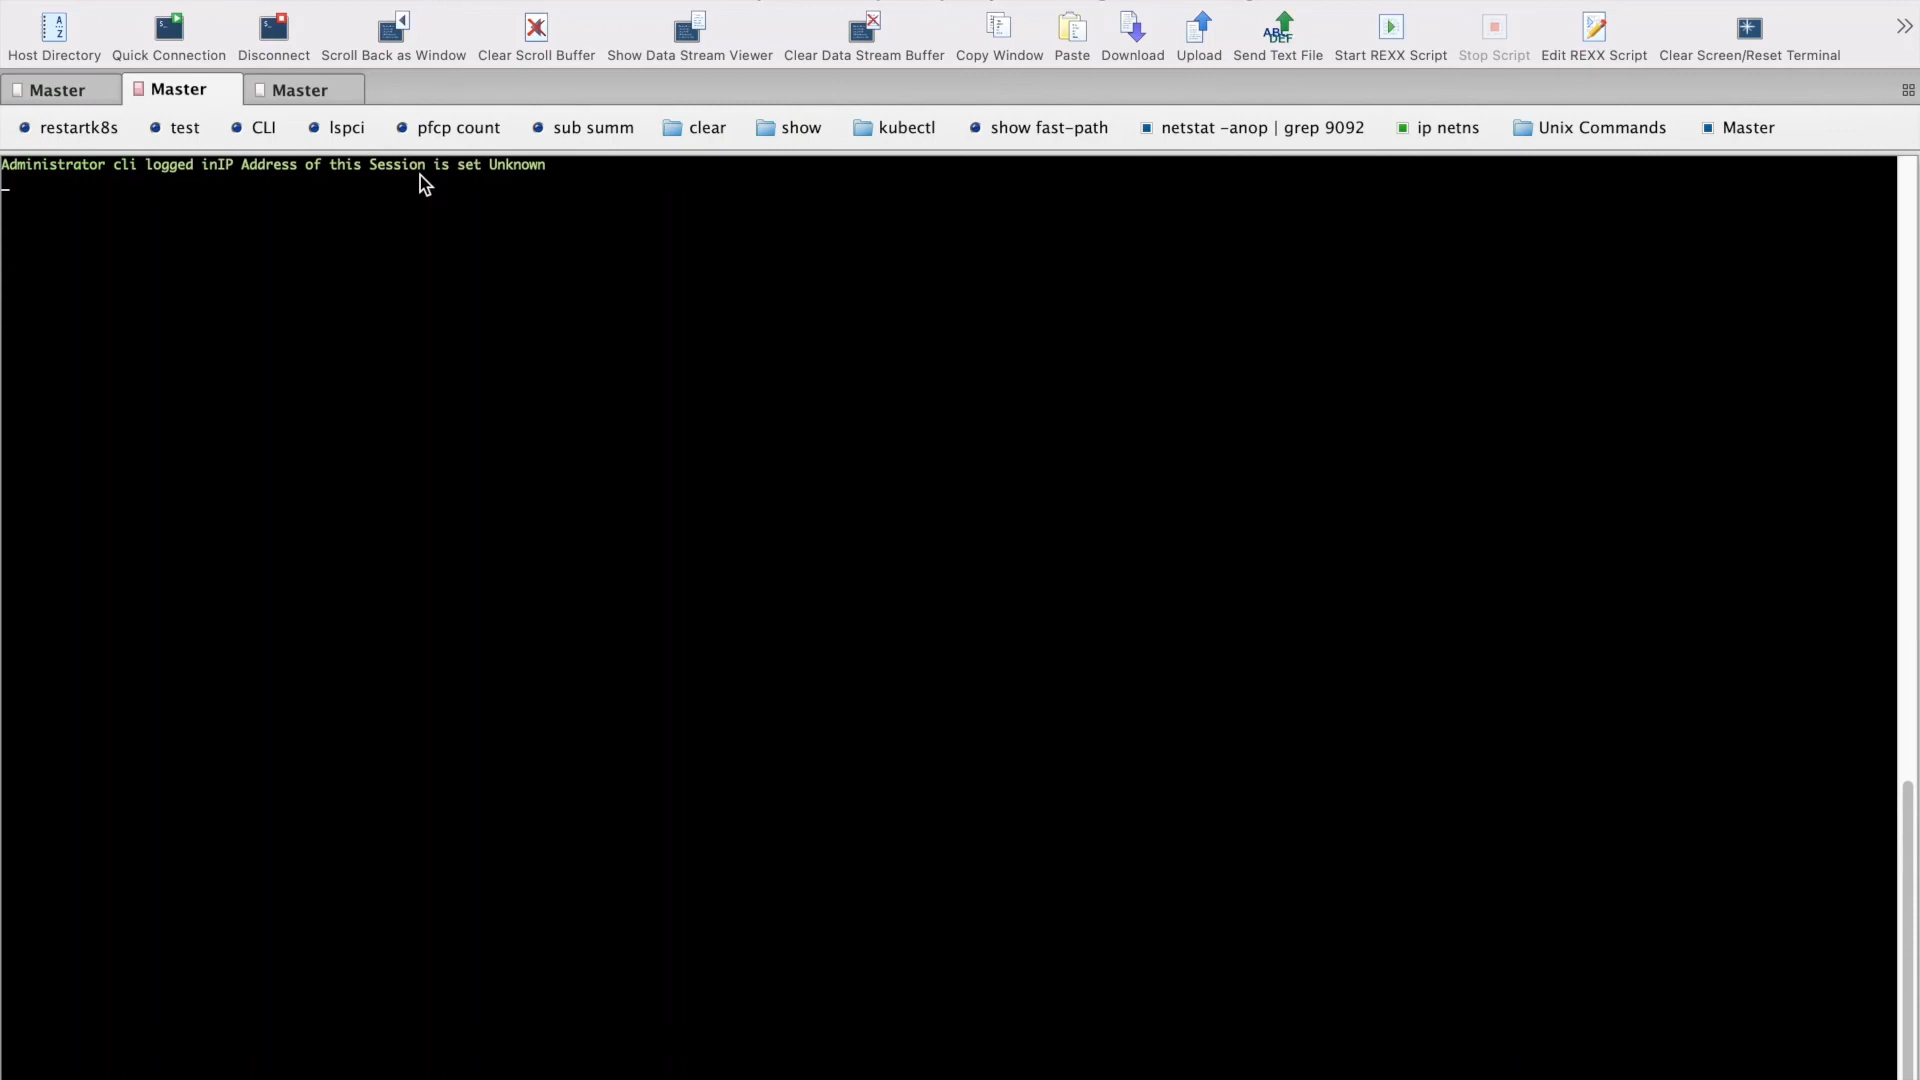 Host Directory Quick Connection Disconnect Scroll Back as Window Clear Scroll Buffer Show Data Stream Viewer Clear Data Stream Buffer Copy Window Paste Download Upload Send Text File Start REXX Script Stop Script Edit REXX Script Clear Screen/Reset Terminal
Master Master Master
restartk8s test CLI lspci pfcp count sub summ clear show kubectl show fast-path netstat -anop | grep 9092 ip netns Unix Commands Master
Administrator cli logged inIP Address of this Session is set Unknown